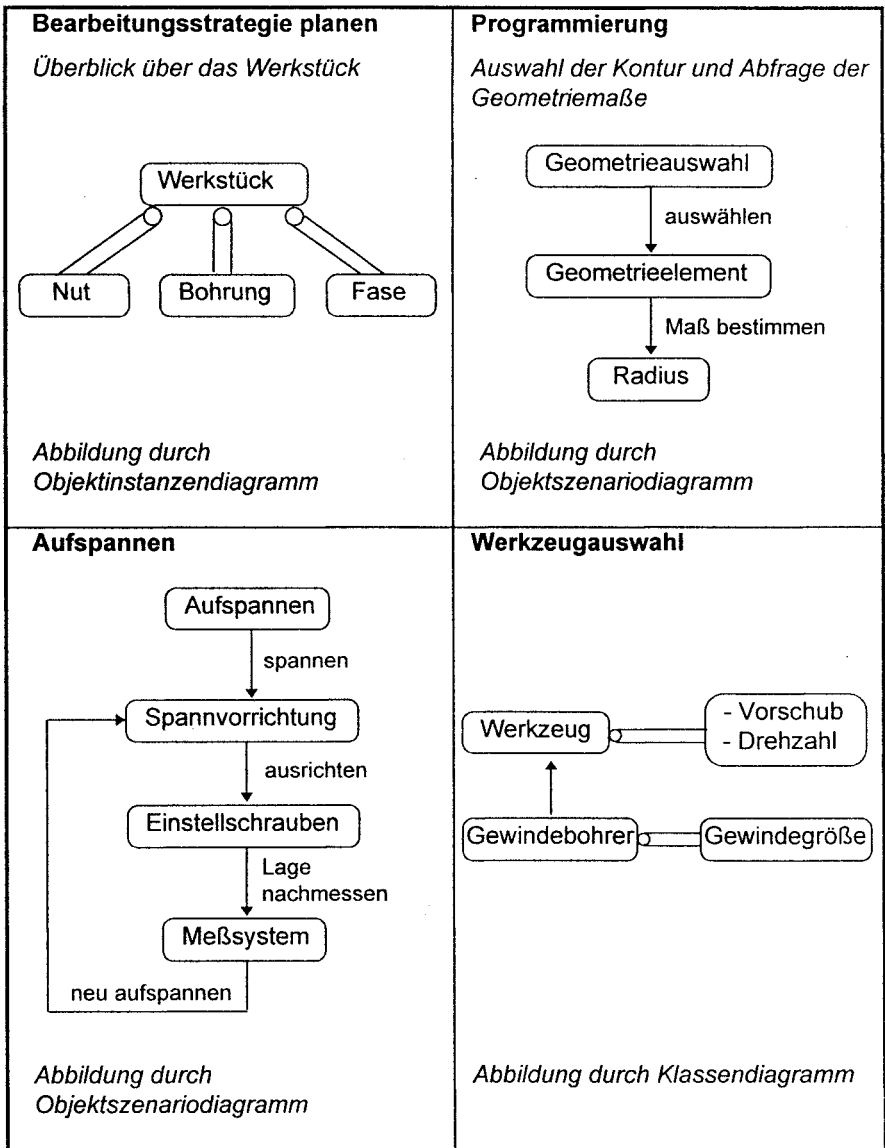 Bearbeitungsstrategie planen
Überblick über das Werkstück
Werkstück
Nut
Bohrung
Fase
Abbildung durch
Objektinstanzendiagramm
Programmierung
Auswahl der Kontur und Abfrage der
Geometriemaße
Geometrieauswahl
auswählen
Geometrieelement
Maß bestimmen
Radius
Abbildung durch
Objektszenariodiagramm
Aufspannen
Aufspannen
spannen
Spannvorrichtung
ausrichten
Einstellschrauben
Lage
nachmessen
Meßsystem
neu aufspannen
Abbildung durch
Objektszenariodiagramm
Werkzeugauswahl
Werkzeug
- Vorschub
- Drehzahl
Gewindebohrer
Gewindegröße
Abbildung durch Klassendiagramm